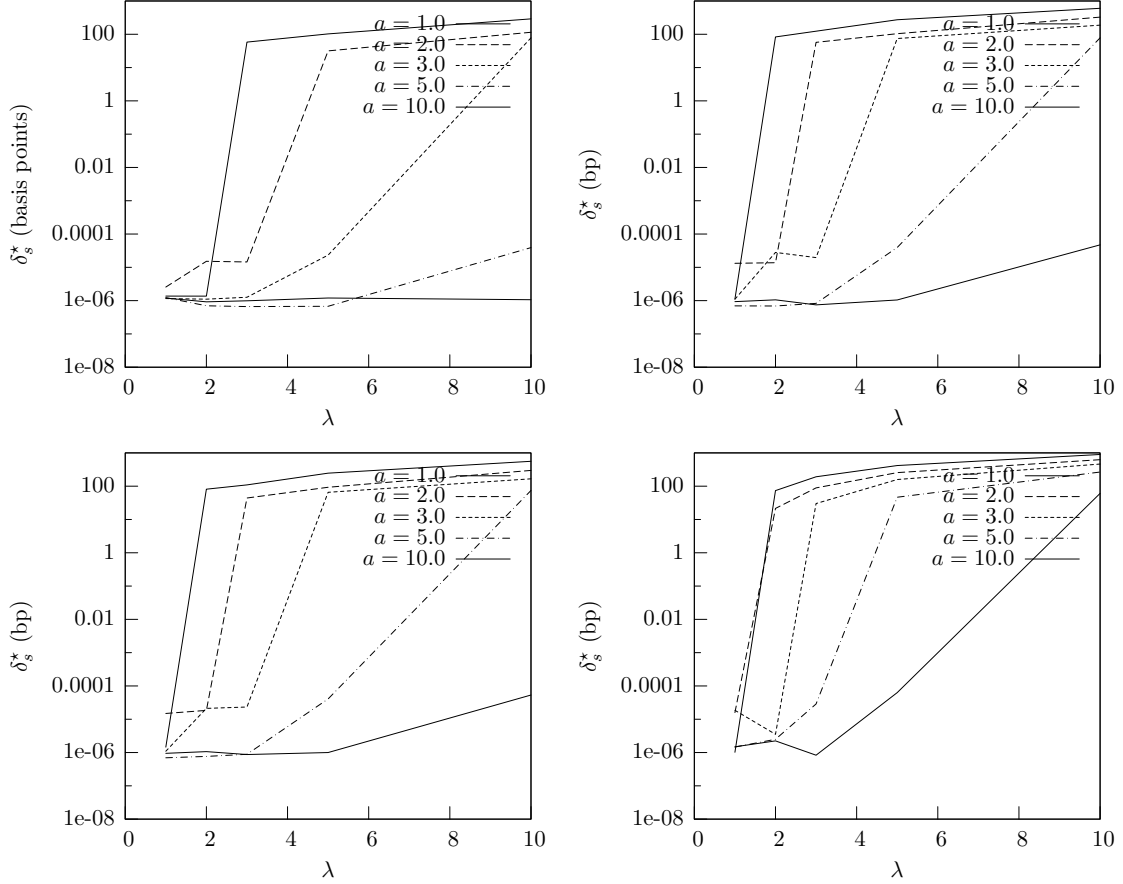 100
1
0.01
0.0001
1e-06
1e-08
0 2 4 6 8 10
λ
δ⋆s (basis points)
a = 1.0
a = 2.0
a = 3.0
a = 5.0
a = 10.0
100
1
0.01
0.0001
1e-06
1e-08
0 2 4 6 8 10
λ
δ⋆s (bp)
a = 1.0
a = 2.0
a = 3.0
a = 5.0
a = 10.0
100
1
0.01
0.0001
1e-06
1e-08
0 2 4 6 8 10
λ
δ⋆s (bp)
a = 1.0
a = 2.0
a = 3.0
a = 5.0
a = 10.0
100
1
0.01
0.0001
1e-06
1e-08
0 2 4 6 8 10
λ
δ⋆s (bp)
a = 1.0
a = 2.0
a = 3.0
a = 5.0
a = 10.0